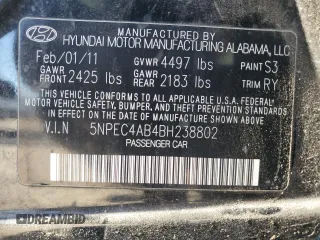 HYUNDAI MOTOR MANUFACTURING ALABAMA, LLC
Feb/01/11 GVWR 4497 lbs PAINT S3
GAWR FRONT 2425 lbs GAWR REAR 2183 lbs TRIM RY
THIS VEHICLE CONFORMS TO ALL APPLICABLE FEDERAL
MOTOR VEHICLE SAFETY, BUMPER, AND
THEFT PREVENTION STANDARDS
IN EFFECT ON THE DATE OF MANUFACTURE
SHOWN ABOVE.
V.I.N 5NPEC4AB4BH238802
PASSENGER CAR
DREAMBID